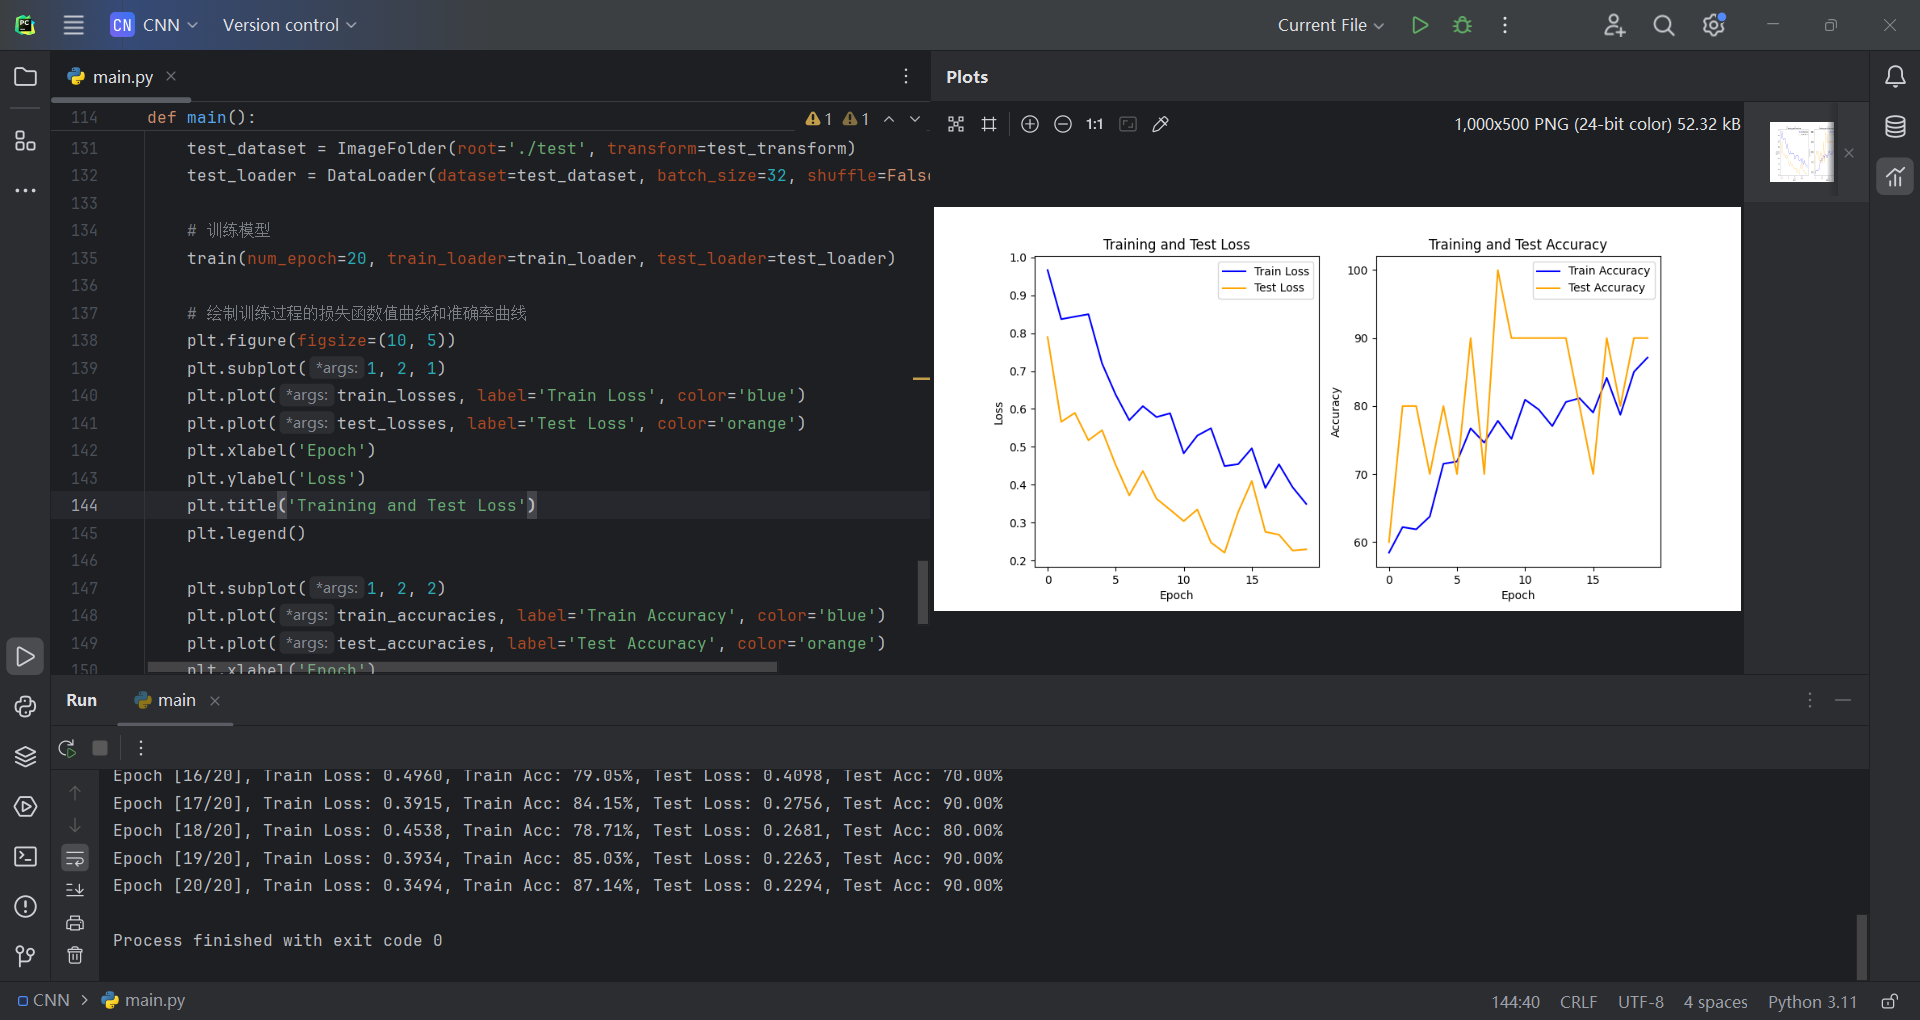 CN CNN Version control Current File
main.py
Plots
114 def main(): 1 1
1:1 1,000x500 PNG (24-bit color) 52.32 kB
131 test_dataset = ImageFolder(root='./test', transform=test_transform)
132 test_loader = DataLoader(dataset=test_dataset, batch_size=32, shuffle=False
133
134 # 训练模型
135 train(num_epoch=20, train_loader=train_loader, test_loader=test_loader)
136
137 # 绘制训练过程的损失函数值曲线和准确率曲线
138 plt.figure(figsize=(10, 5))
139 plt.subplot( *args: 1, 2, 1)
140 plt.plot( *args: train_losses, label='Train Loss', color='blue')
141 plt.plot( *args: test_losses, label='Test Loss', color='orange')
142 plt.xlabel('Epoch')
143 plt.ylabel('Loss')
144 plt.title('Training and Test Loss')
145 plt.legend()
146
147 plt.subplot( *args: 1, 2, 2)
148 plt.plot( *args: train_accuracies, label='Train Accuracy', color='blue')
149 plt.plot( *args: test_accuracies, label='Test Accuracy', color='orange')
150 plt.xlabel('Epoch')
Training and Test Loss
Train Loss
Test Loss
1.0
0.9
0.8
0.7
0.6
0.5
0.4
0.3
0.2
Loss
0 5 10 15
Epoch
Training and Test Accuracy
Train Accuracy
Test Accuracy
100
90
80
70
60
Accuracy
0 5 10 15
Epoch
Run main
Epoch [16/20], Train Loss: 0.4960, Train Acc: 79.05%, Test Loss: 0.4098, Test Acc: 70.00%
Epoch [17/20], Train Loss: 0.3915, Train Acc: 84.15%, Test Loss: 0.2756, Test Acc: 90.00%
Epoch [18/20], Train Loss: 0.4538, Train Acc: 78.71%, Test Loss: 0.2681, Test Acc: 80.00%
Epoch [19/20], Train Loss: 0.3934, Train Acc: 85.03%, Test Loss: 0.2263, Test Acc: 90.00%
Epoch [20/20], Train Loss: 0.3494, Train Acc: 87.14%, Test Loss: 0.2294, Test Acc: 90.00%
Process finished with exit code 0
CNN > main.py
144:40 CRLF UTF-8 4 spaces Python 3.11